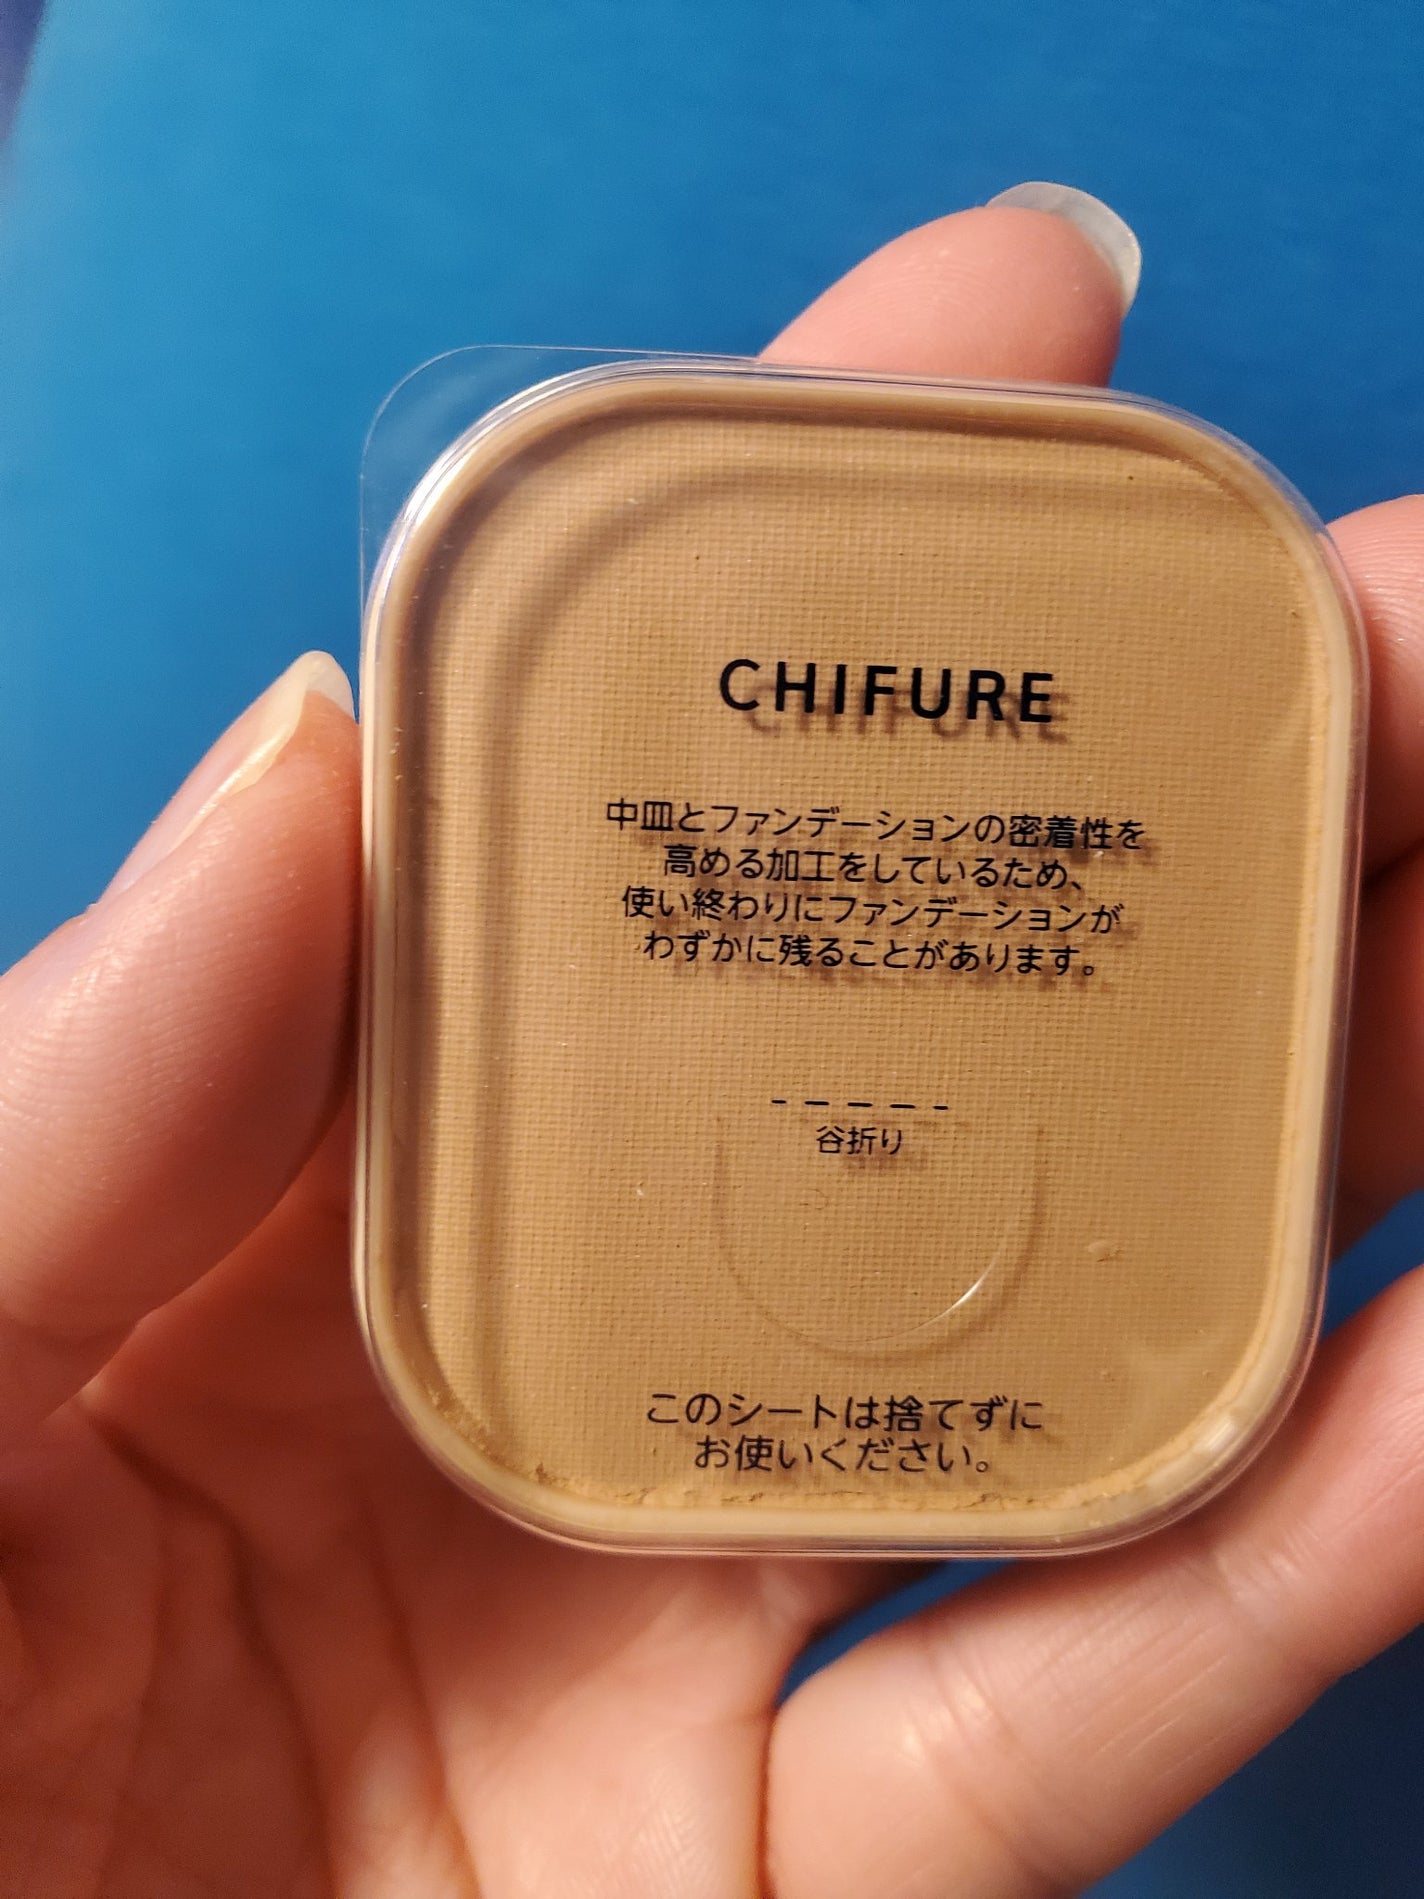 CHIFURE
中皿とファンデーションの密着性を
高める加工をしているため、
使い終わりにファンデーションが
わずかに残ることがあります。
谷折り
このシートは捨てずに
お使いください。